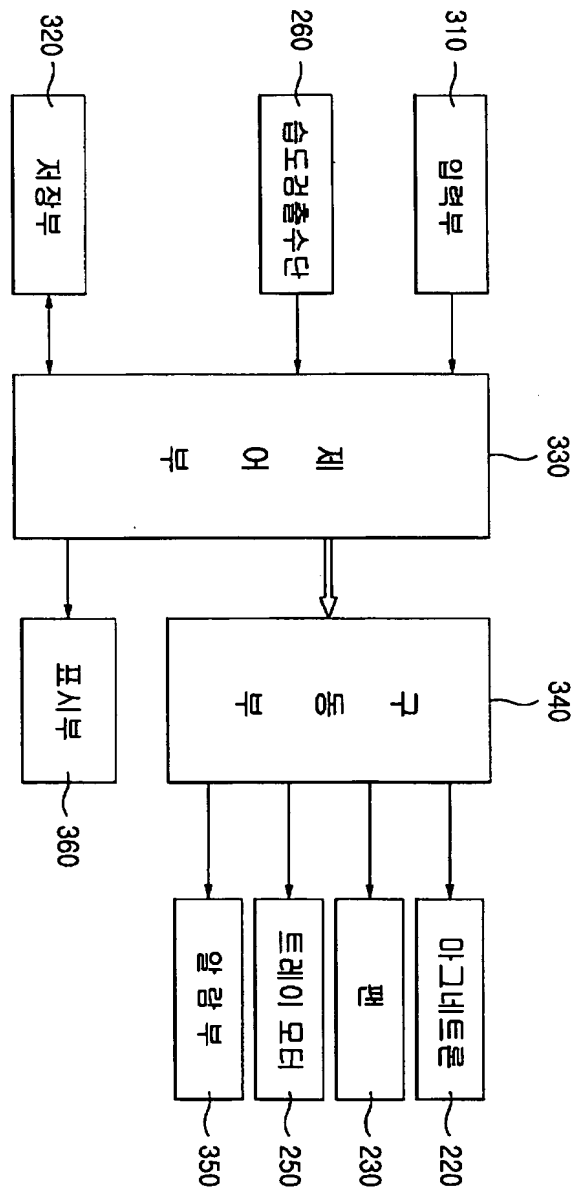 310
입력부
260
습도검출수단
320
저장부
330
제 어 부
340
구 동 부
표시부
360
마그네트론
220
팬
230
트레이 모터
250
알 람 부
350